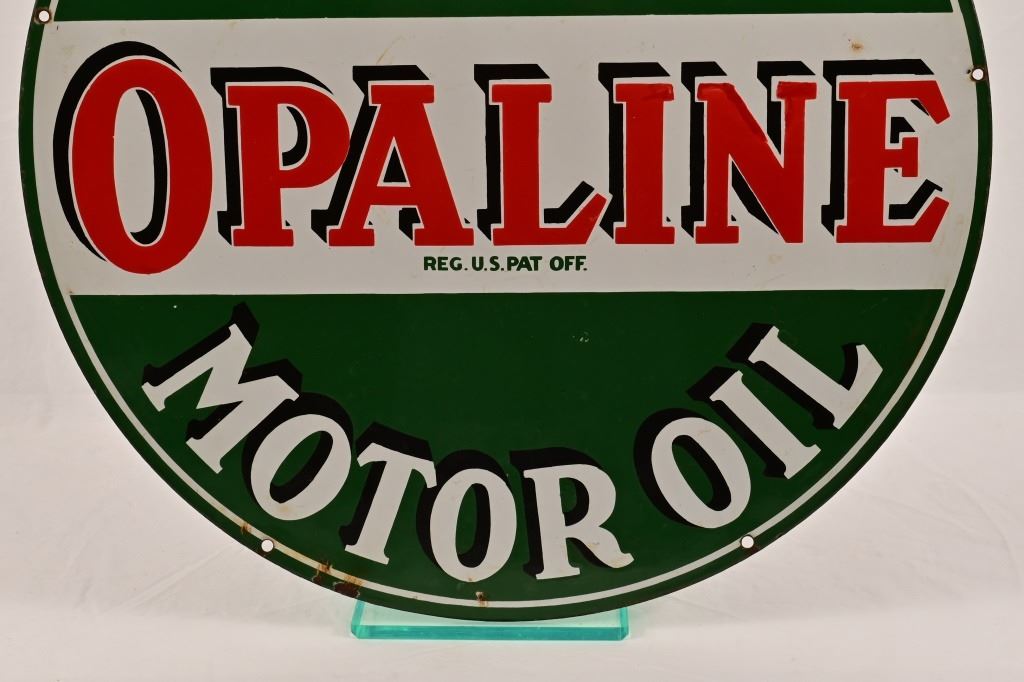 OPALINE
REG. U.S. PAT OFF.
MOTOR OIL